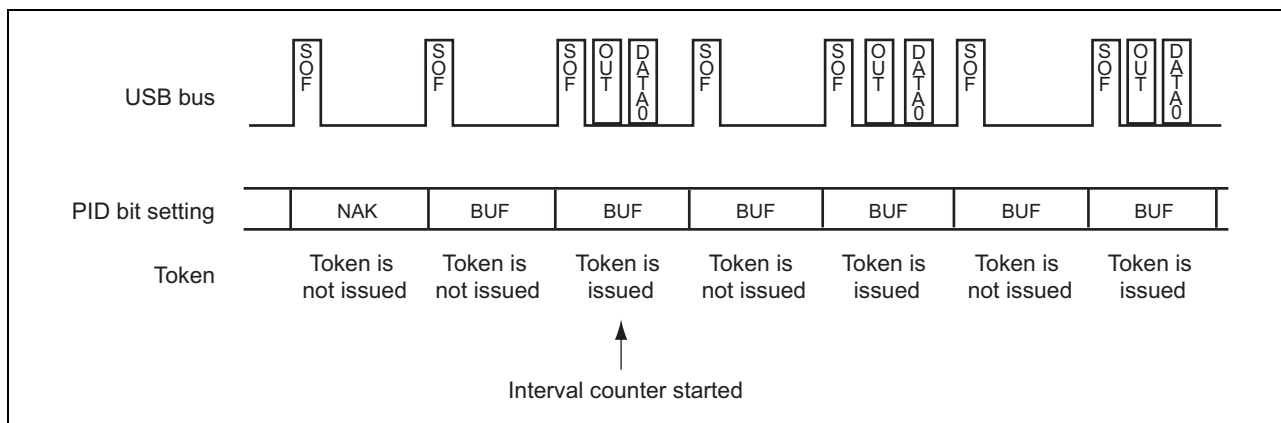 USB bus
SOF
SOF
SOF
OUT
DATA0
SOF
SOF
OUT
DATA0
SOF
SOF
OUT
DATA0
PID bit setting
NAK
BUF
BUF
BUF
BUF
BUF
BUF
Token
Token is
not issued
Token is
not issued
Token is
issued
Token is
not issued
Token is
issued
Token is
not issued
Token is
issued
Interval counter started